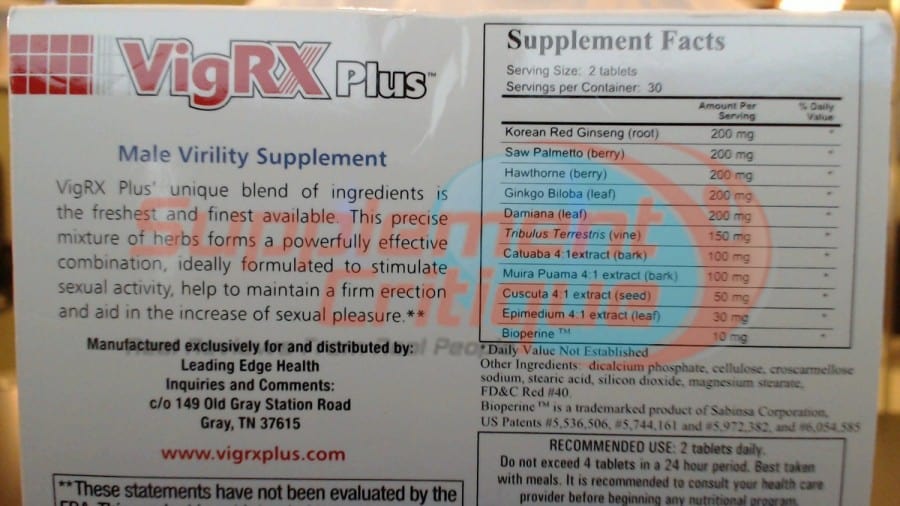 VigRX Plus™
Male Virility Supplement
VigRX Plus' unique blend of ingredients is
the freshest and finest available. This precise
mixture of herbs forms a powerfully effective
combination, ideally formulated to stimulate
sexual activity, help to maintain a firm erection
and aid in the increase of sexual pleasure.**
Manufactured exclusively for and distributed by:
Leading Edge Health
Inquiries and Comments:
c/o 149 Old Gray Station Road
Gray, TN 37615
www.vigrxplus.com
**These statements have not been evaluated by the
Supplement Facts
Serving Size: 2 tablets
Servings per Container: 30
Amount Per Serving % Daily Value
Korean Red Ginseng (root) 200 mg *
Saw Palmetto (berry) 200 mg *
Hawthorne (berry) 200 mg *
Ginkgo Biloba (leaf) 200 mg *
Damiana (leaf) 200 mg *
Tribulus Terrestris (vine) 150 mg *
Catuaba 4:1extract (bark) 100 mg *
Muira Puama 4:1 extract (bark) 100 mg *
Cuscuta 4:1 extract (seed) 50 mg *
Epimedium 4:1 extract (leaf) 30 mg *
Bioperine ™ 10 mg *
*Daily Value Not Established
Other Ingredients: dicalcium phosphate, cellulose, croscarmellose
sodium, stearic acid, silicon dioxide, magnesium stearate,
FD&C Red #40.
Bioperine ™ is a trademarked product of Sabinsa Corporation,
US Patents #5,536,506, #5,744,161 and #5,972,382, and #6,054,585
RECOMMENDED USE: 2 tablets daily.
Do not exceed 4 tablets in a 24 hour period. Best taken
with meals. It is recommended to consult your health care
provider before beginning any nutritional program.
Supplement
Critique